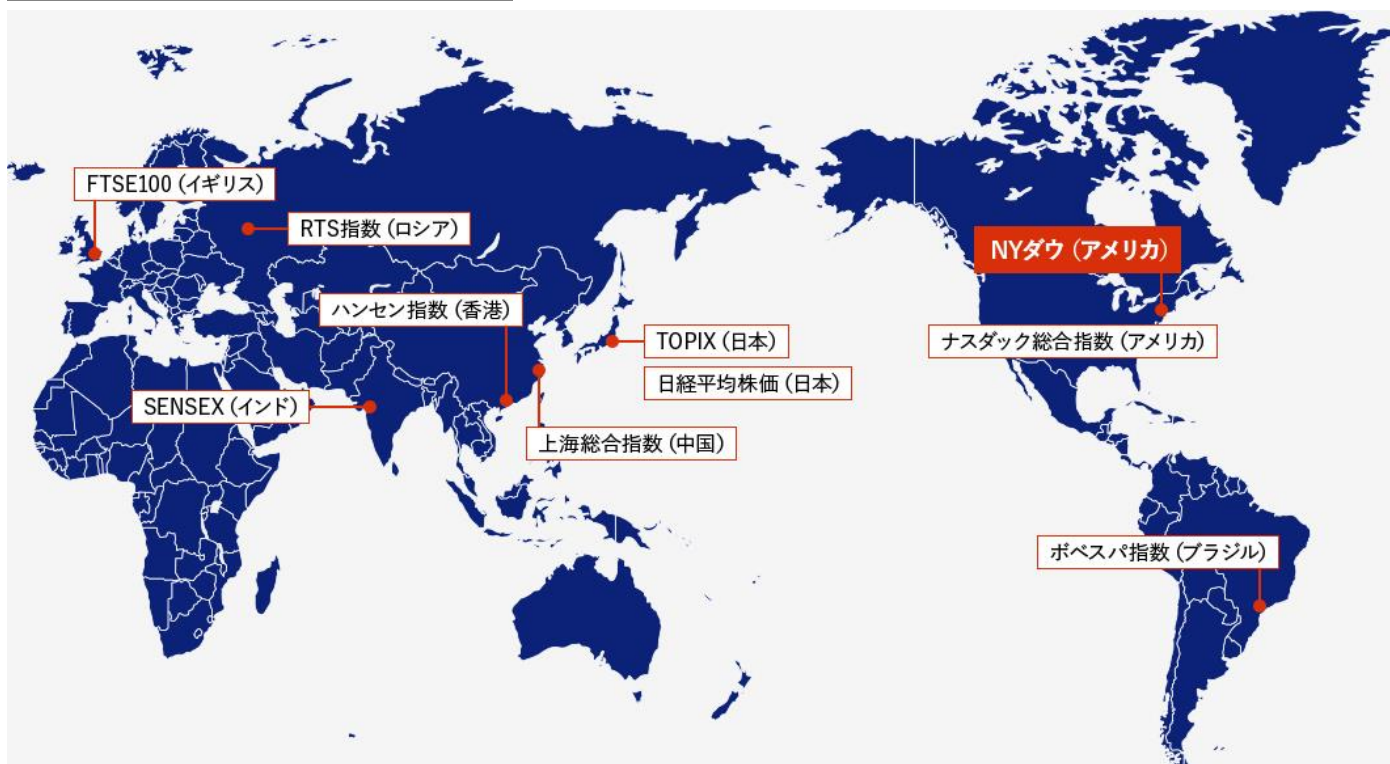 FTSE100 (イギリス)
RTS指数 (ロシア)
NYダウ (アメリカ)
ハンセン指数 (香港)
TOPIX (日本)
ナスダック総合指数 (アメリカ)
日経平均株価 (日本)
SENSEX (インド)
上海総合指数 (中国)
ボベスパ指数 (ブラジル)